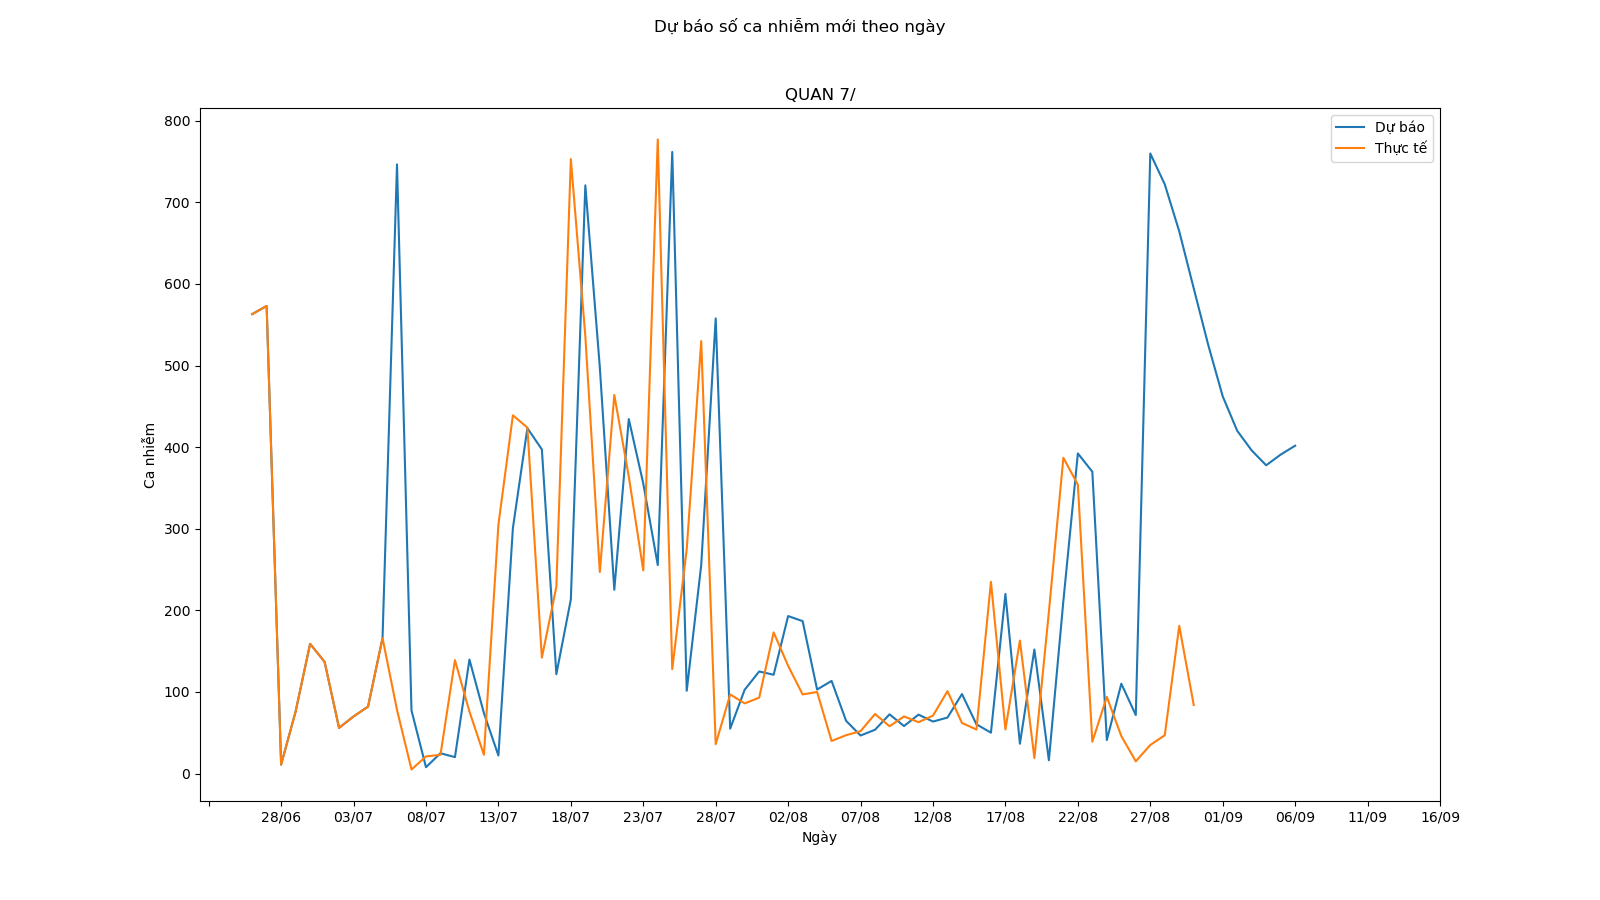 Dự báo số ca nhiễm mới theo ngày
QUAN 7/
Dự báo
Thực tế
800
700
600
500
400
300
200
100
0
Ca nhiễm
28/06 03/07 08/07 13/07 18/07 23/07 28/07 02/08 07/08 12/08 17/08 22/08 27/08 01/09 06/09 11/09 16/09
Ngày